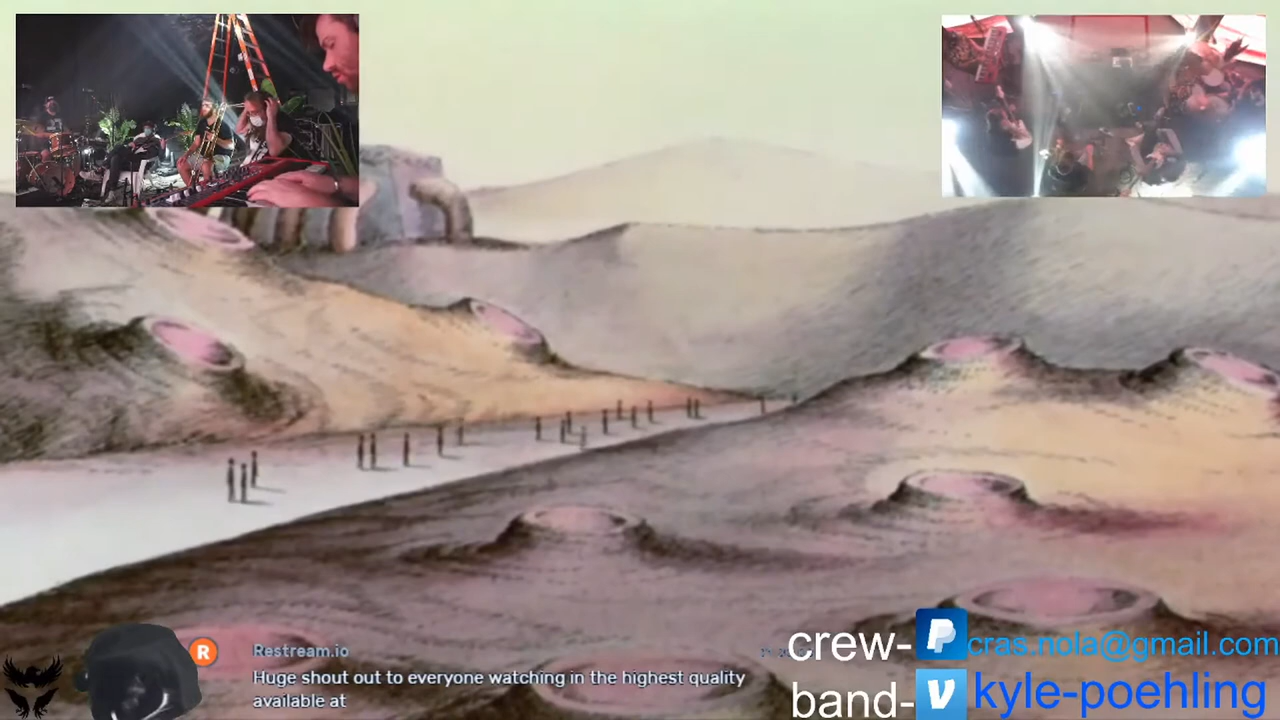 Restream.io
Huge shout out to everyone watching in the highest quality
available at
crew- cras.nola@gmail.com
band- kyle-poehling